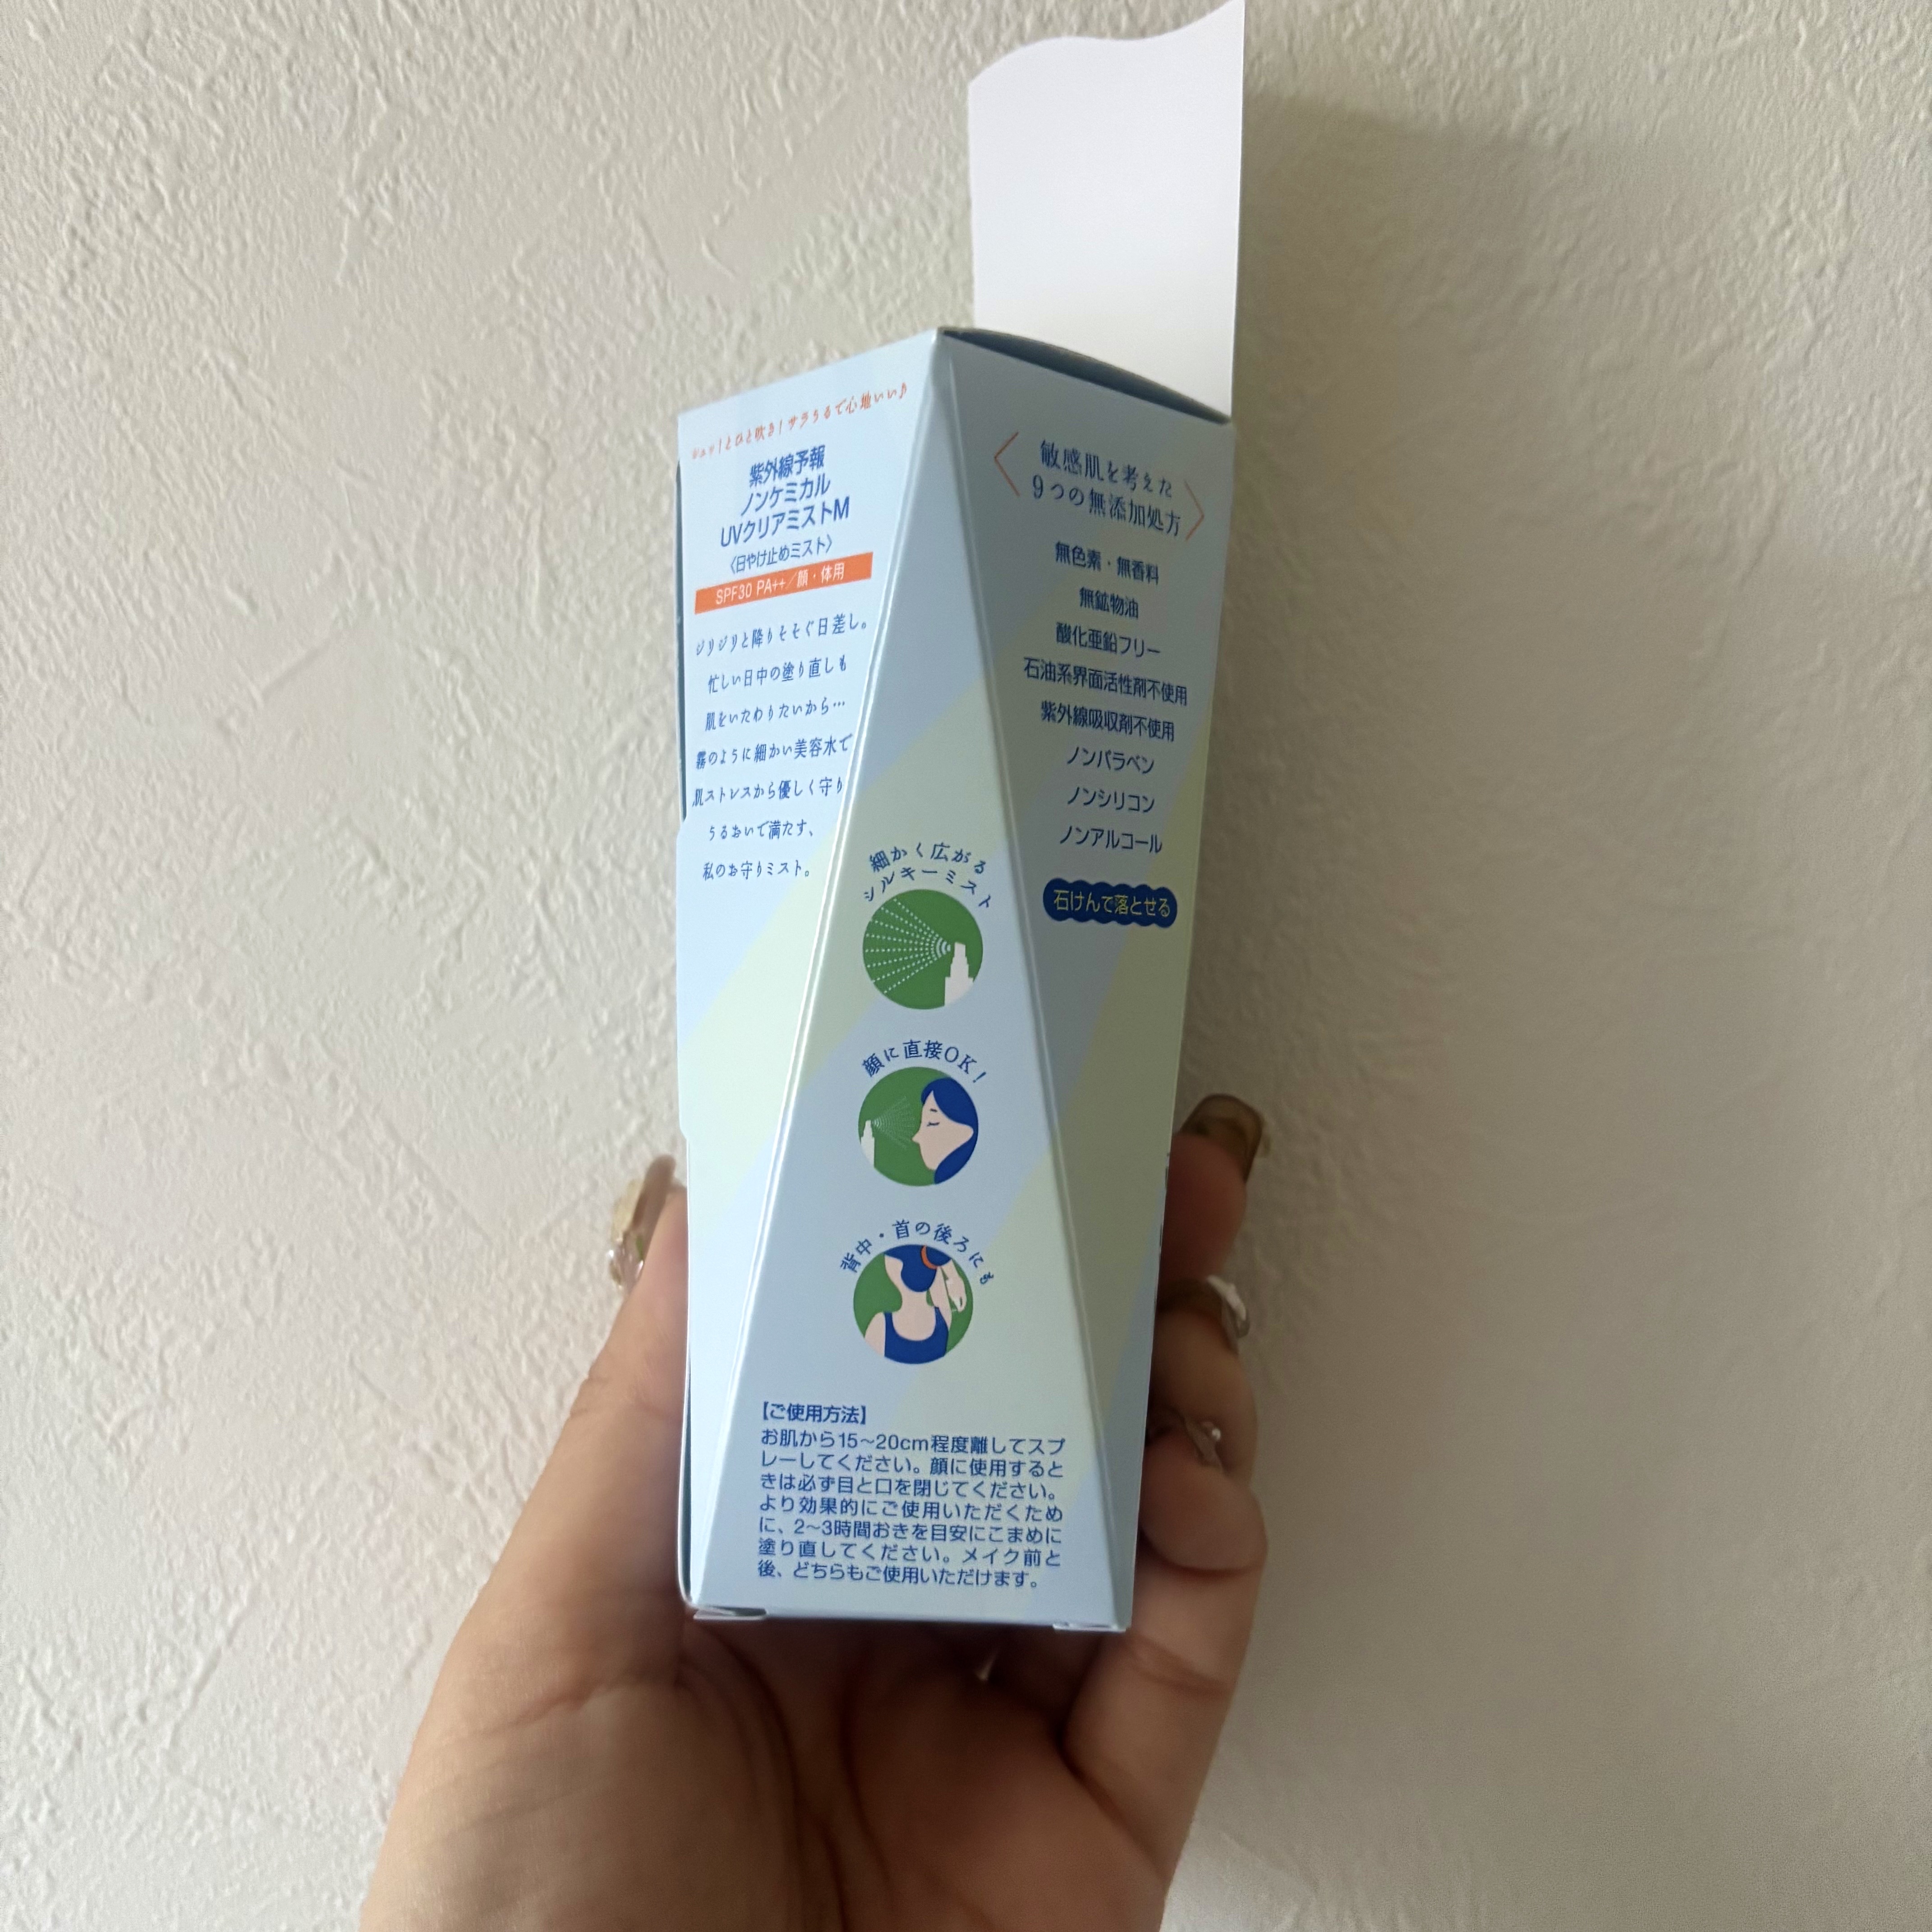 シュッ！とひと吹き！サラうるで心地いい♪
紫外線予報
ノンケミカル
UVクリアミストM
〈日やけ止めミスト〉
SPF30 PA++／顔・体用
ジリジリと降りそそぐ日差し。
忙しい日中の塗り直しも
肌をいたわりたいから…
霧のように細かい美容水で
肌ストレスから優しく守り
うるおいで満たす、
私のお守りミスト。
細かく広がる
シルキーミスト
顔に直接OK！
背中・首の後ろにも
【ご使用方法】
お肌から15～20cm程度離してスプ
レーしてください。顔に使用すると
きは必ず目と口を閉じてください。
より効果的にご使用いただくため
に、2～3時間おきを目安にこまめに
塗り直してください。メイク前と
後、どちらもご使用いただけます。
敏感肌を考えた
9つの無添加処方
無色素・無香料
無鉱物油
酸化亜鉛フリー
石油系界面活性剤不使用
紫外線吸収剤不使用
ノンパラベン
ノンシリコン
ノンアルコール
石けんで落とせる